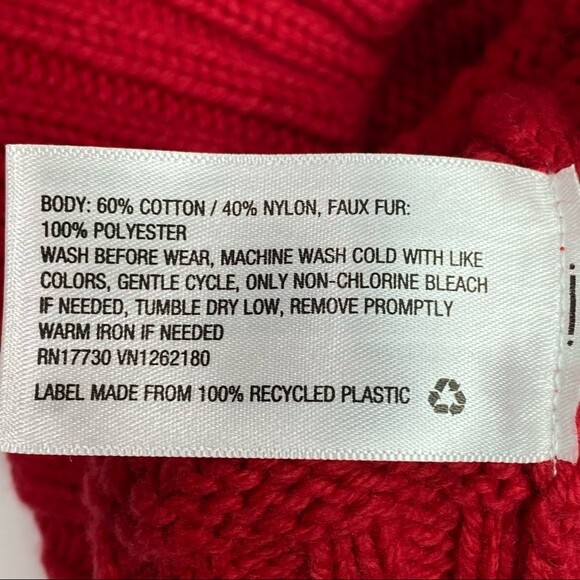 BODY: 60% COTTON / 40% NYLON, FAUX FUR:
100% POLYESTER
WASH BEFORE WEAR, MACHINE WASH COLD WITH LIKE
COLORS, GENTLE CYCLE, ONLY NON-CHLORINE BLEACH
IF NEEDED, TUMBLE DRY LOW, REMOVE PROMPTLY
WARM IRON IF NEEDED
RN17730 VN1262180
LABEL MADE FROM 100% RECYCLED PLASTIC